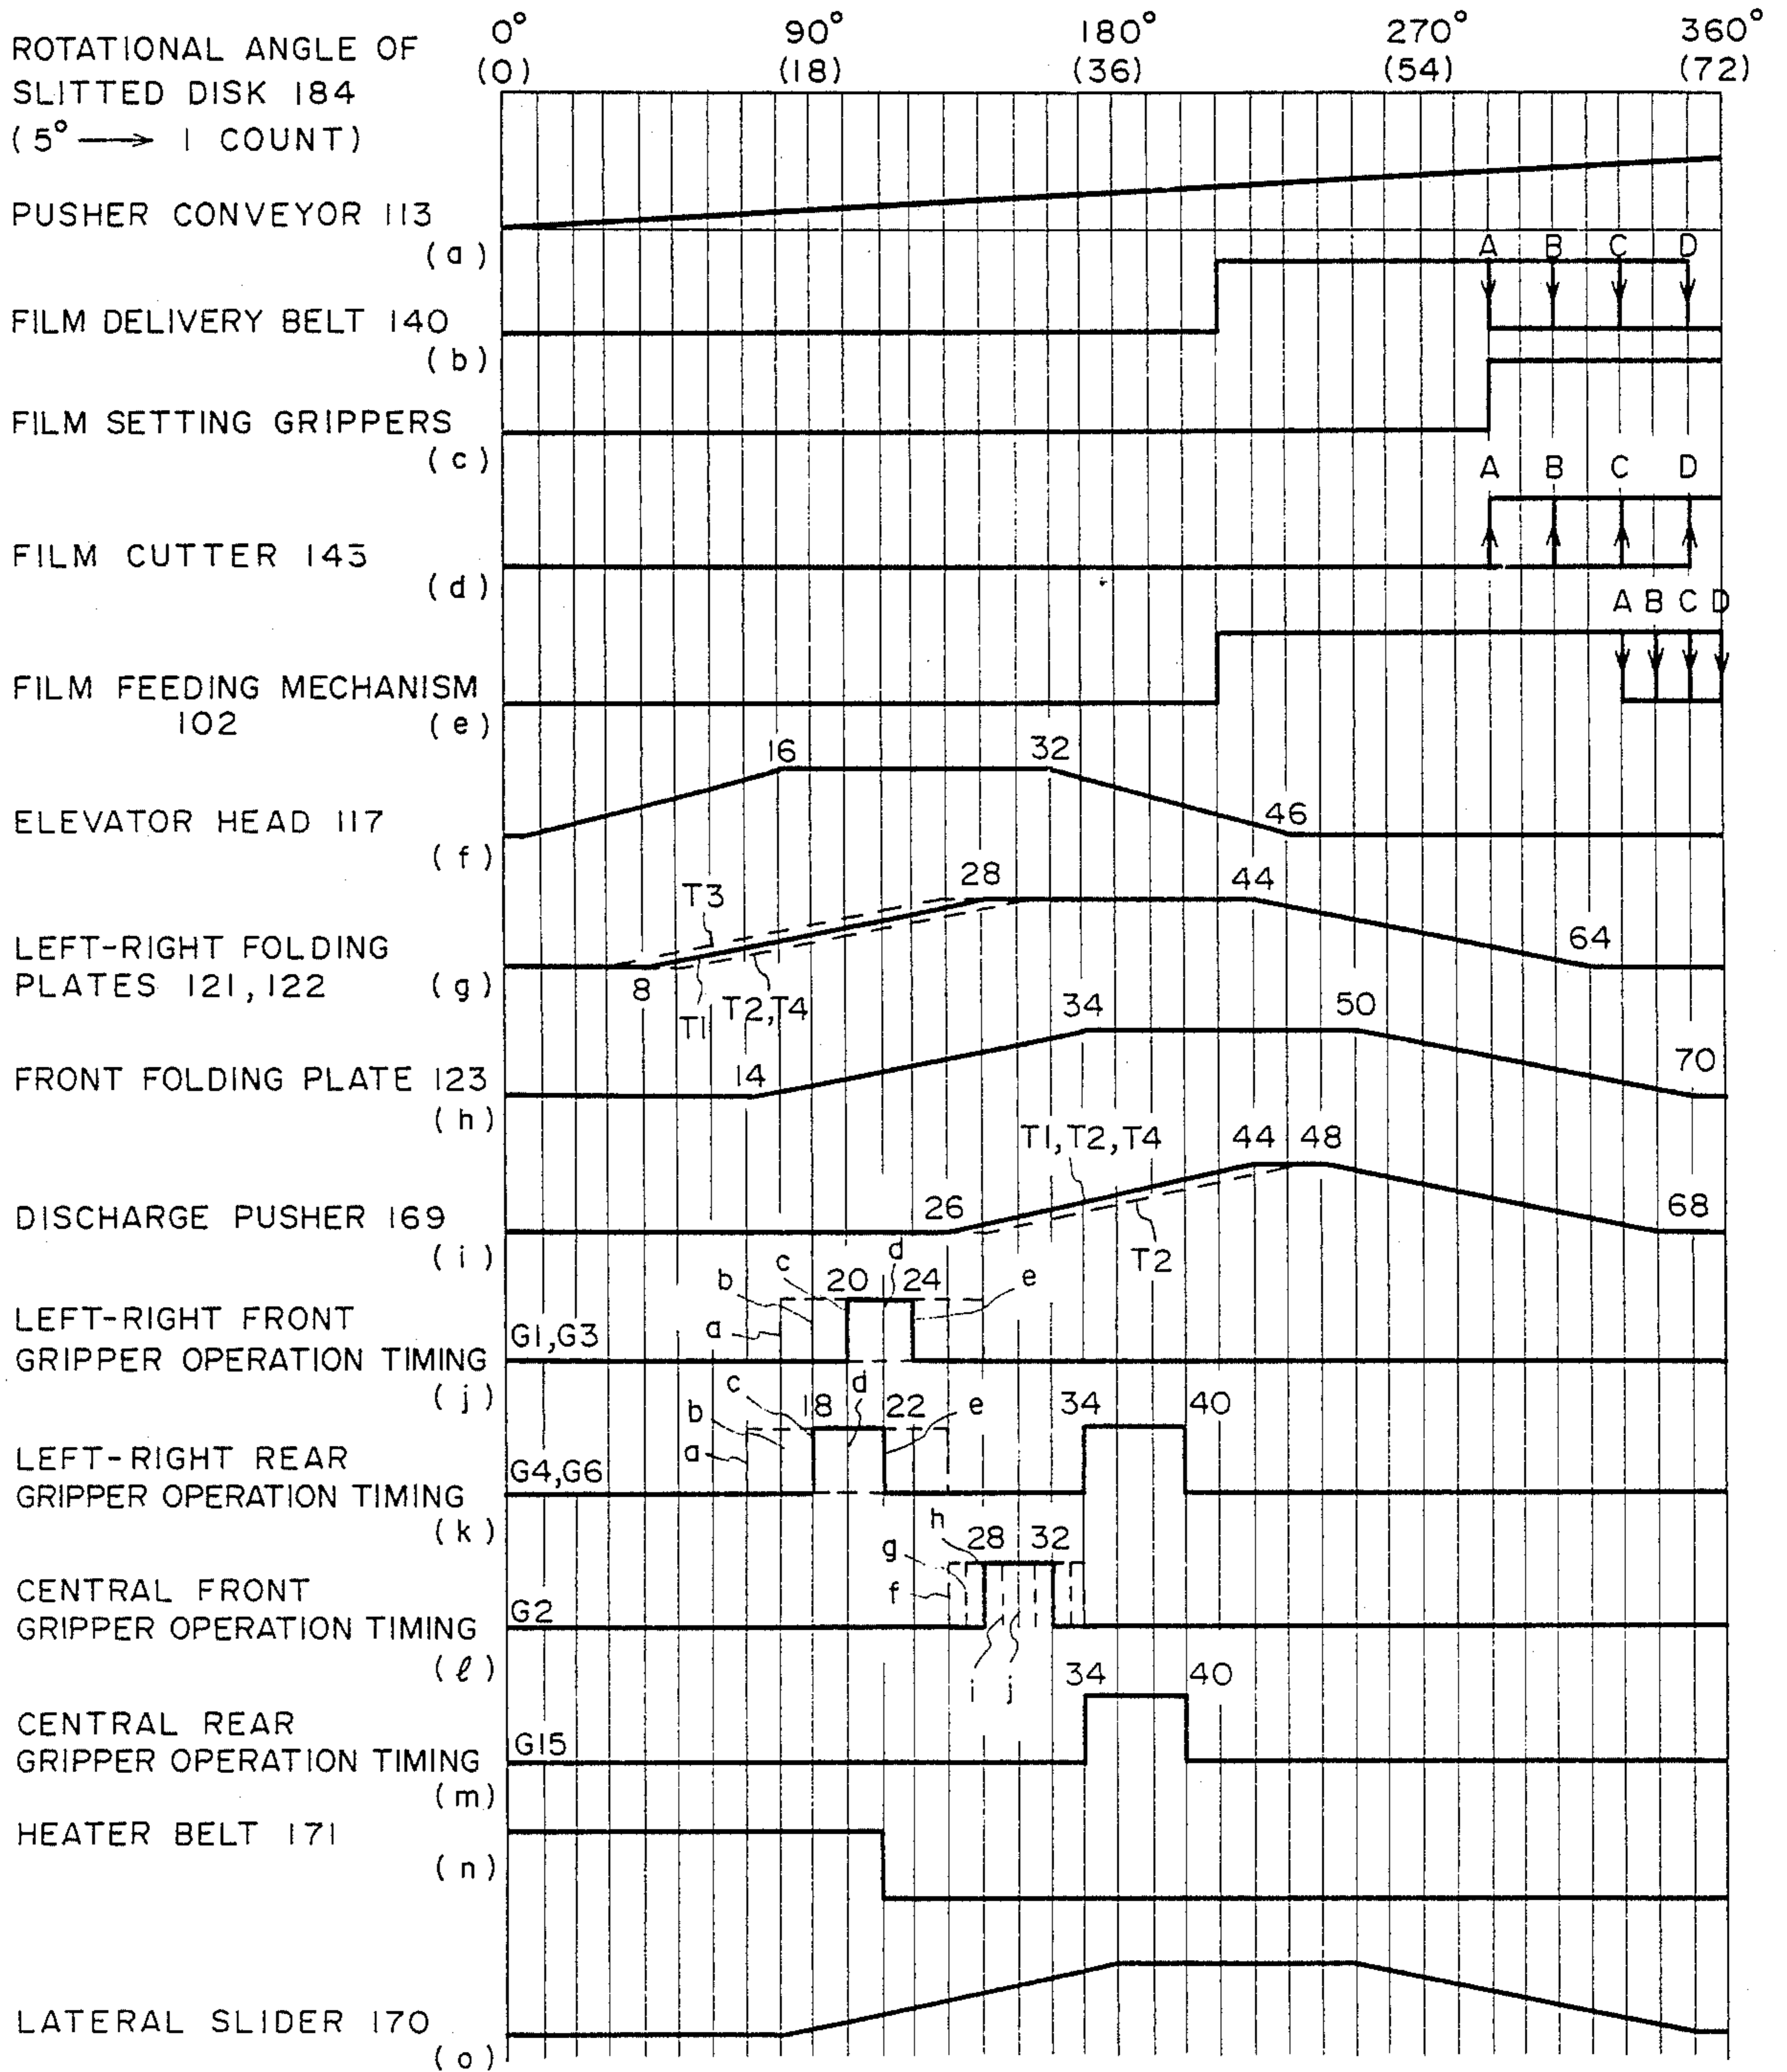 0° 90° 180° 270° 360°
(0) (18) (36) (54) (72)
ROTATIONAL ANGLE OF
SLITTED DISK 184
(5° → 1 COUNT)
PUSHER CONVEYOR 113
(a)
A B C D
FILM DELIVERY BELT 140
(b)
FILM SETTING GRIPPERS
(c)
A B C D
FILM CUTTER 143
(d)
A B C D
FILM FEEDING MECHANISM
102
(e)
16 32
ELEVATOR HEAD 117
46
(f)
T3 28 44
LEFT-RIGHT FOLDING
64
PLATES 121, 122
(g)
8 T1 T2,T4
34 50
FRONT FOLDING PLATE 123
14 70
(h)
T1,T2,T4 44 48
DISCHARGE PUSHER 169
26 68
(i)
T2
a b c 20 d 24 e
LEFT-RIGHT FRONT
G1,G3
GRIPPER OPERATION TIMING
(j)
a b c 18 d 22 e 34 40
LEFT-RIGHT REAR
G4,G6
GRIPPER OPERATION TIMING
(k)
f g h 28 32
CENTRAL FRONT
G2
GRIPPER OPERATION TIMING
(ℓ)
i j 34 40
CENTRAL REAR
G15
GRIPPER OPERATION TIMING
(m)
HEATER BELT 171
(n)
LATERAL SLIDER 170
(o)